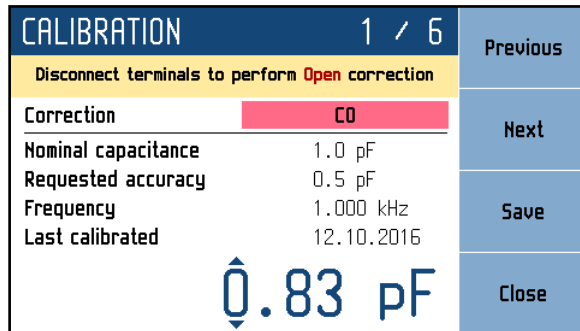 CALIBRATION 1 / 6
Disconnect terminals to perform Open correction
Correction C0
Nominal capacitance 1.0 pF
Requested accuracy 0.5 pF
Frequency 1.000 kHz
Last calibrated 12.10.2016
0.83 pF
Previous
Next
Save
Close